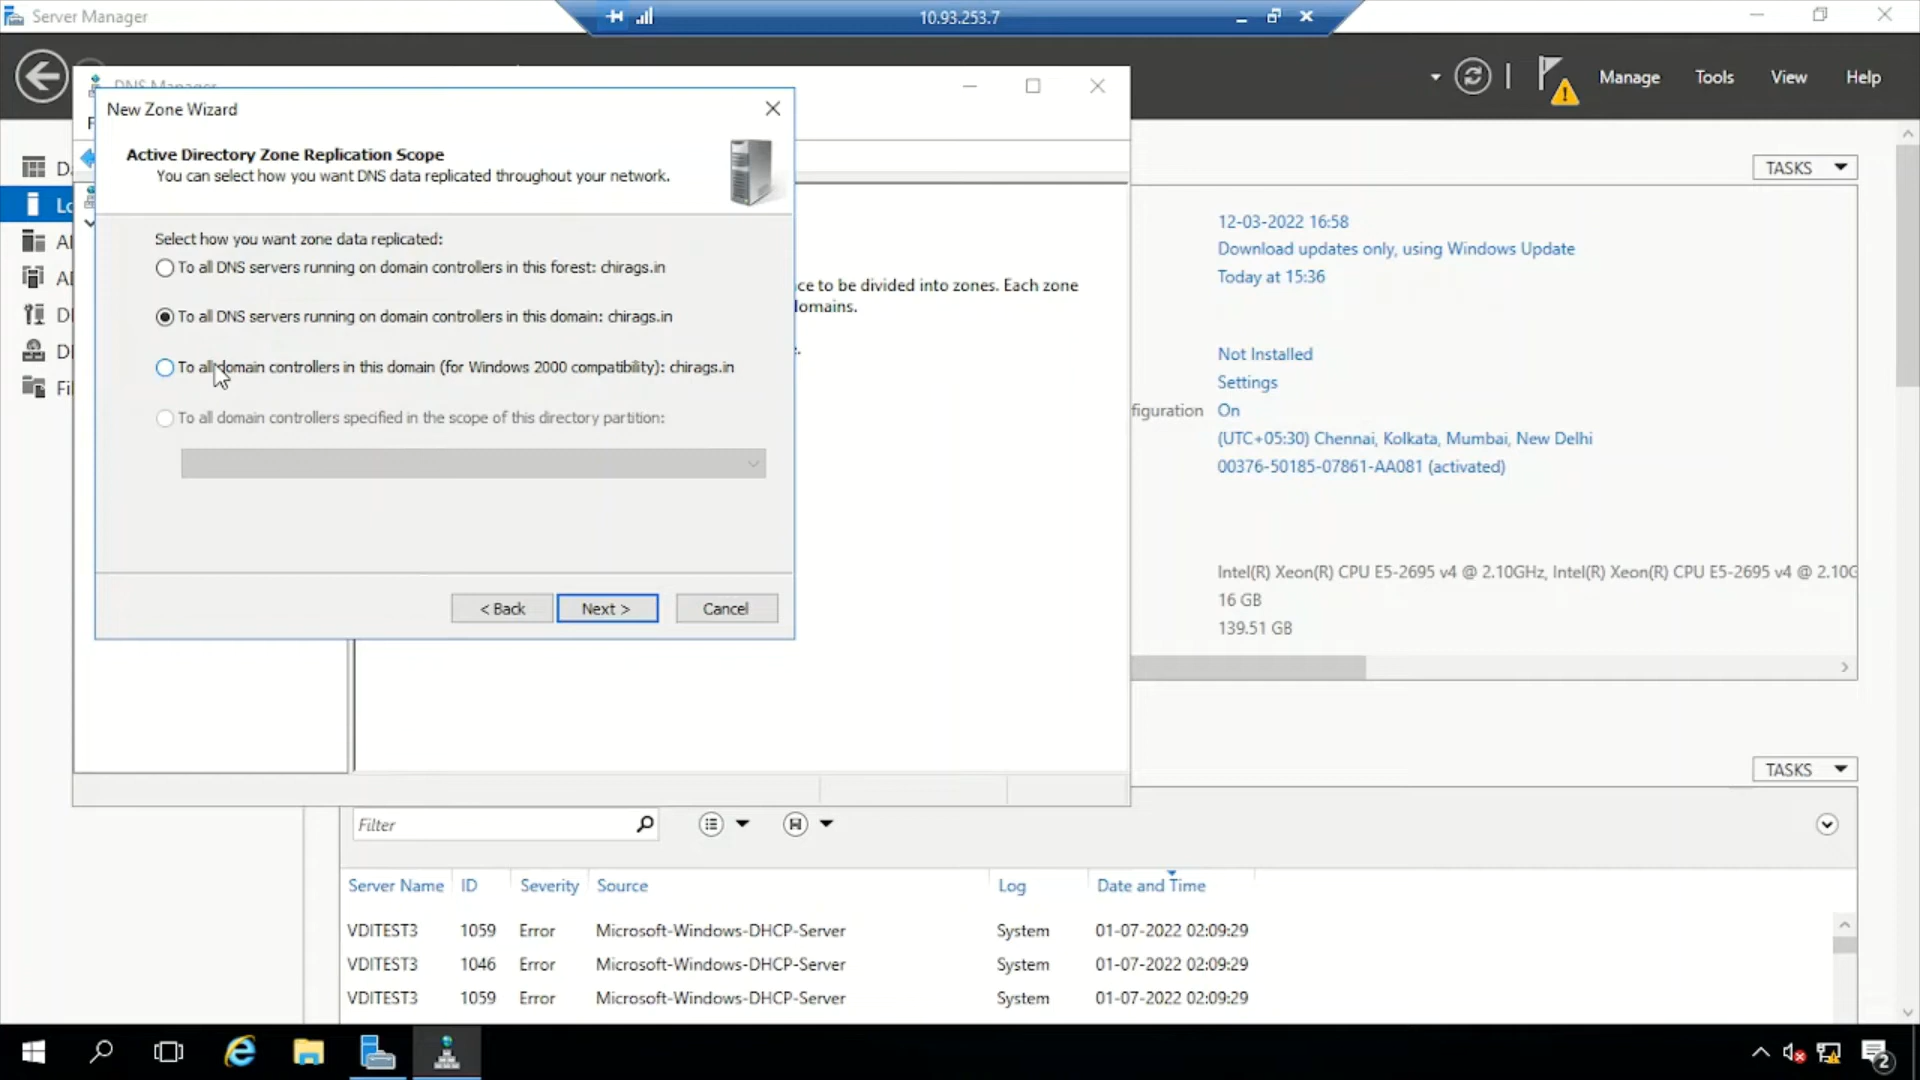 Server Manager
10.93.253.7
Manage
Tools
View
Help
DNS Manager
New Zone Wizard
Active Directory Zone Replication Scope
You can select how you want DNS data replicated throughout your network.
Select how you want zone data replicated:
To all DNS servers running on domain controllers in this forest: chirags.in
To all DNS servers running on domain controllers in this domain: chirags.in
To all domain controllers in this domain (for Windows 2000 compatibility): chirags.in
To all domain controllers specified in the scope of this directory partition:
< Back
Next >
Cancel
ce to be divided into zones. Each zone
omains.
TASKS
12-03-2022 16:58
Download updates only, using Windows Update
Today at 15:36
Not Installed
Settings
figuration On
(UTC+05:30) Chennai, Kolkata, Mumbai, New Delhi
00376-50185-07861-AA081 (activated)
Intel(R) Xeon(R) CPU E5-2695 v4 @ 2.10GHz, Intel(R) Xeon(R) CPU E5-2695 v4 @ 2.10G
16 GB
139.51 GB
TASKS
Filter
Server Name ID Severity Source Log Date and Time
VDITEST3 1059 Error Microsoft-Windows-DHCP-Server System 01-07-2022 02:09:29
VDITEST3 1046 Error Microsoft-Windows-DHCP-Server System 01-07-2022 02:09:29
VDITEST3 1059 Error Microsoft-Windows-DHCP-Server System 01-07-2022 02:09:29
2